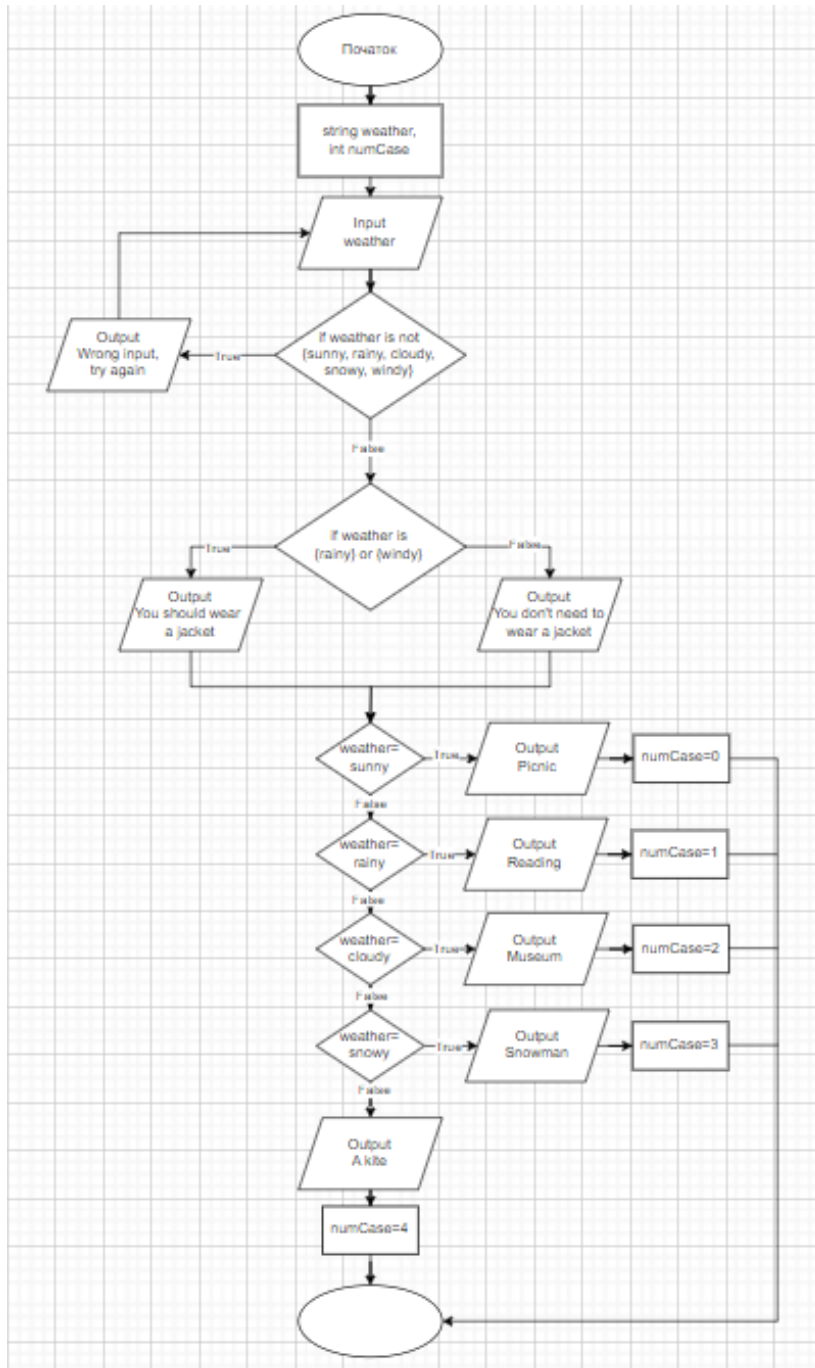 Початок
string weather,
int numCase
Input
weather
if weather is not
{sunny, rainy, cloudy,
snowy, windy}
True
Output
Wrong input,
try again
False
if weather is
{rainy} or {windy}
True
False
Output
You should wear
a jacket
Output
You don't need to
wear a jacket
weather=
sunny
True
Output
Picnic
numCase=0
False
weather=
rainy
True
Output
Reading
numCase=1
False
weather=
cloudy
True
Output
Museum
numCase=2
False
weather=
snowy
True
Output
Snowman
numCase=3
False
Output
A kite
numCase=4